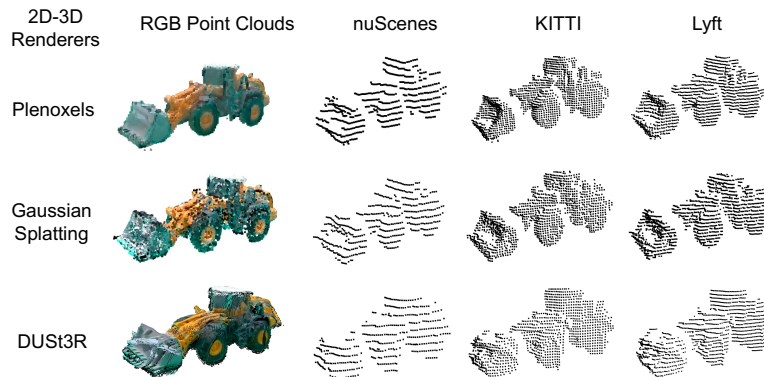 2D-3D
Renderers
RGB Point Clouds
nuScenes
KITTI
Lyft
Plenoxels
Gaussian
Splatting
DUSt3R